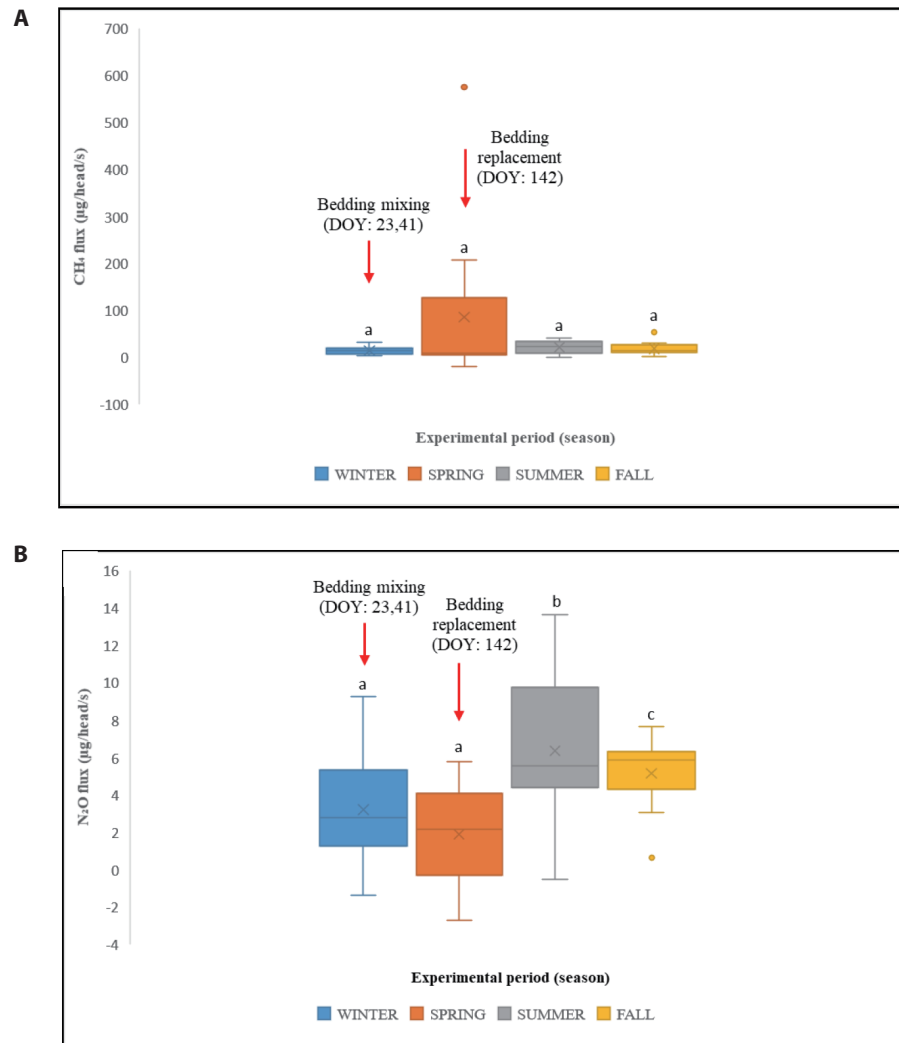 A
700
600
500
400
300
200
100
0
-100
CH₄ flux (µg/head/s)
Bedding mixing
(DOY: 23,41)
Bedding
replacement
(DOY: 142)
a
a
a
a
Experimental period (season)
WINTER SPRING SUMMER FALL
B
16
14
12
10
8
6
4
2
0
-2
-4
N₂O flux (µg/head/s)
Bedding mixing
(DOY: 23,41)
Bedding
replacement
(DOY: 142)
a
a
b
c
Experimental period (season)
WINTER SPRING SUMMER FALL